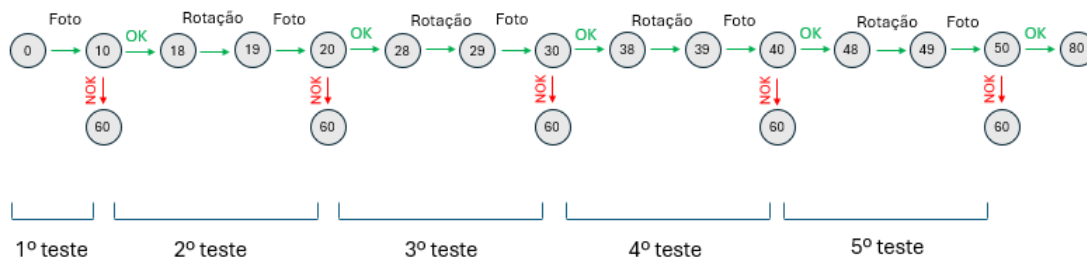 Foto Rotação Foto Rotação Foto Rotação Foto Rotação Foto
0 10 OK 18 19 20 OK 28 29 30 OK 38 39 40 OK 48 49 50 OK 80
NOK NOK NOK NOK NOK
60 60 60 60 60
1º teste 2º teste 3º teste 4º teste 5º teste